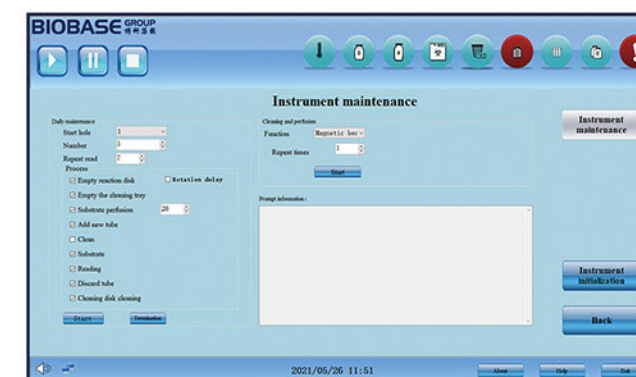 BIOBASE GROUP
博科集团
Instrument maintenance
Daily maintenance
Start hole 1
Number 5
Repeat read 2
Process
Empty reaction disk
Rotation delay
Empty the cleaning tray
Substrate perfusion 20
Add new tube
Clean
Substrate
Reading
Discard tube
Cleaning disk cleaning
Start
Termination
Cleaning and perfusion
Function Magnetic bea
Repeat times 1
Start
Prompt information:
Instrument
maintenance
Instrument
initialization
Back
2021/05/26 11:51
About
Help
Exit